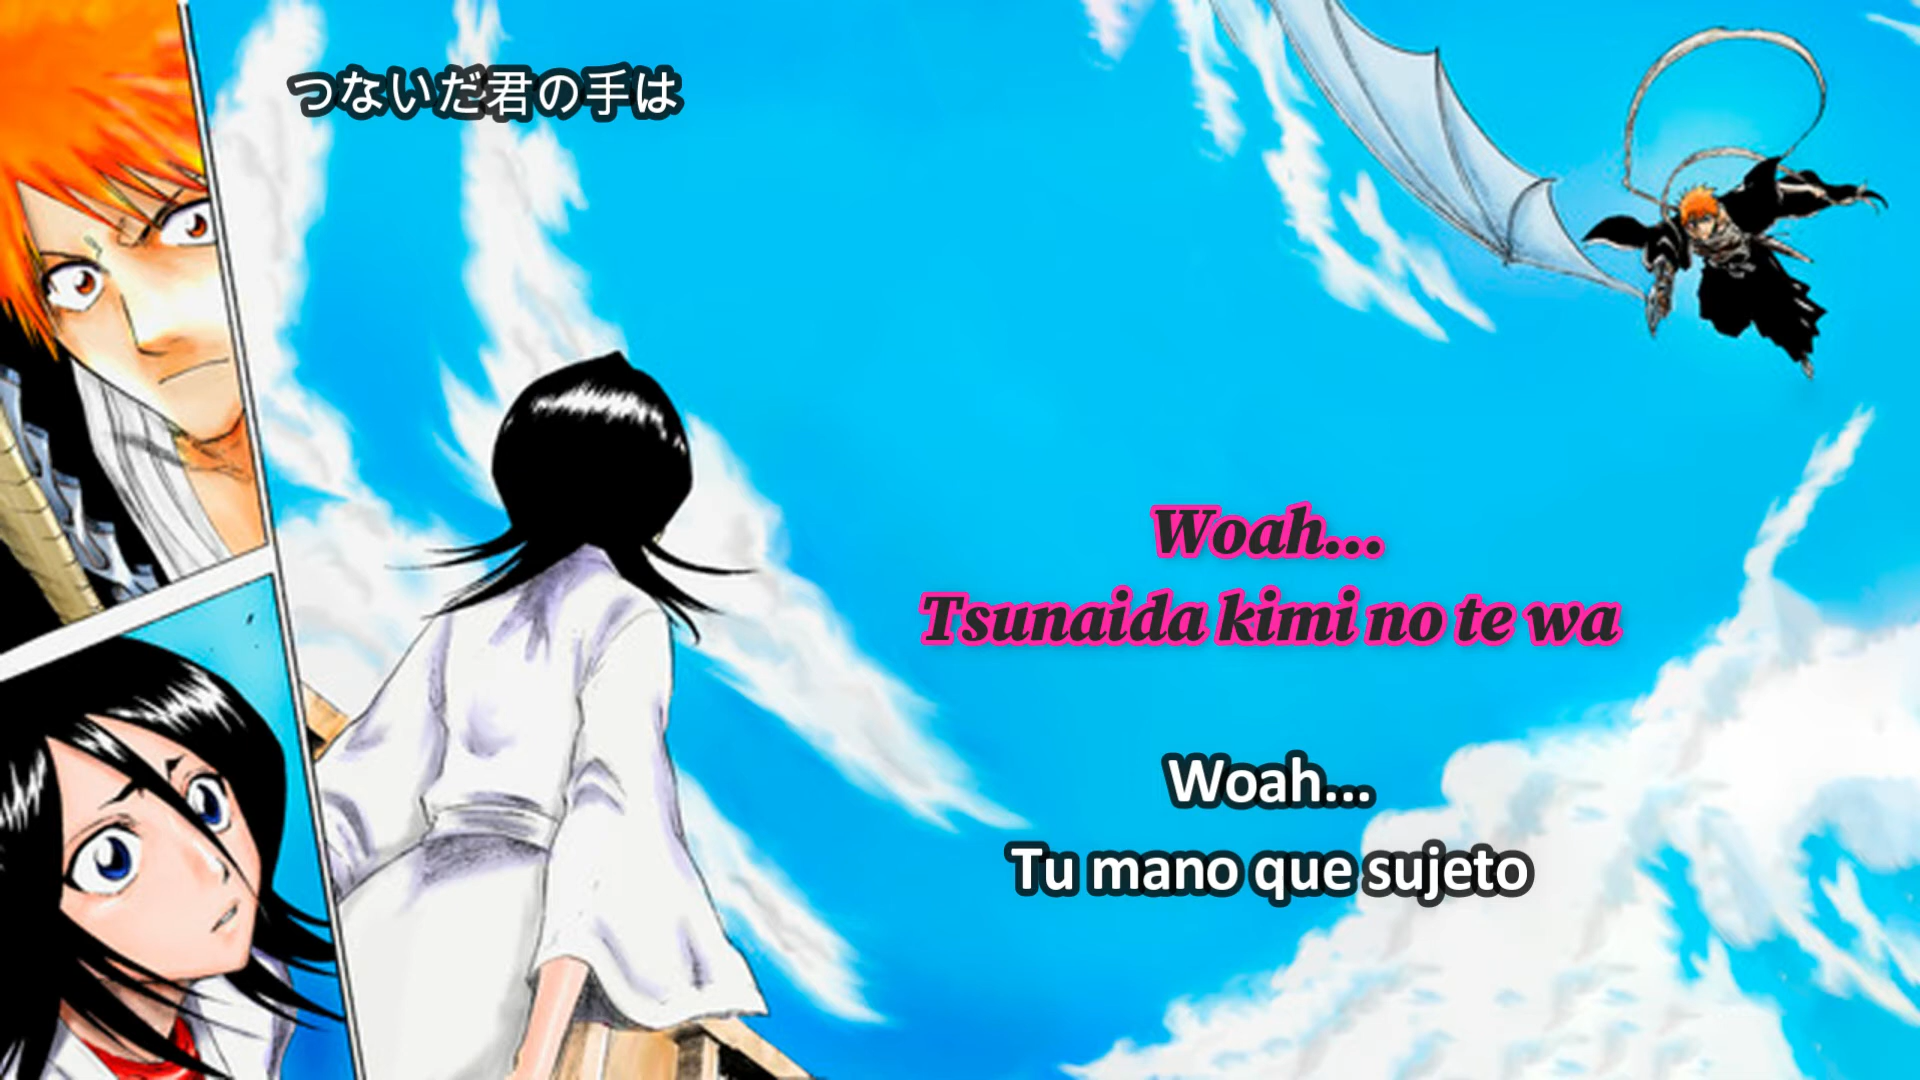 つないだ君の手は
Woah...
Tsunaida kimi no te wa
Woah...
Tu mano que sujeto